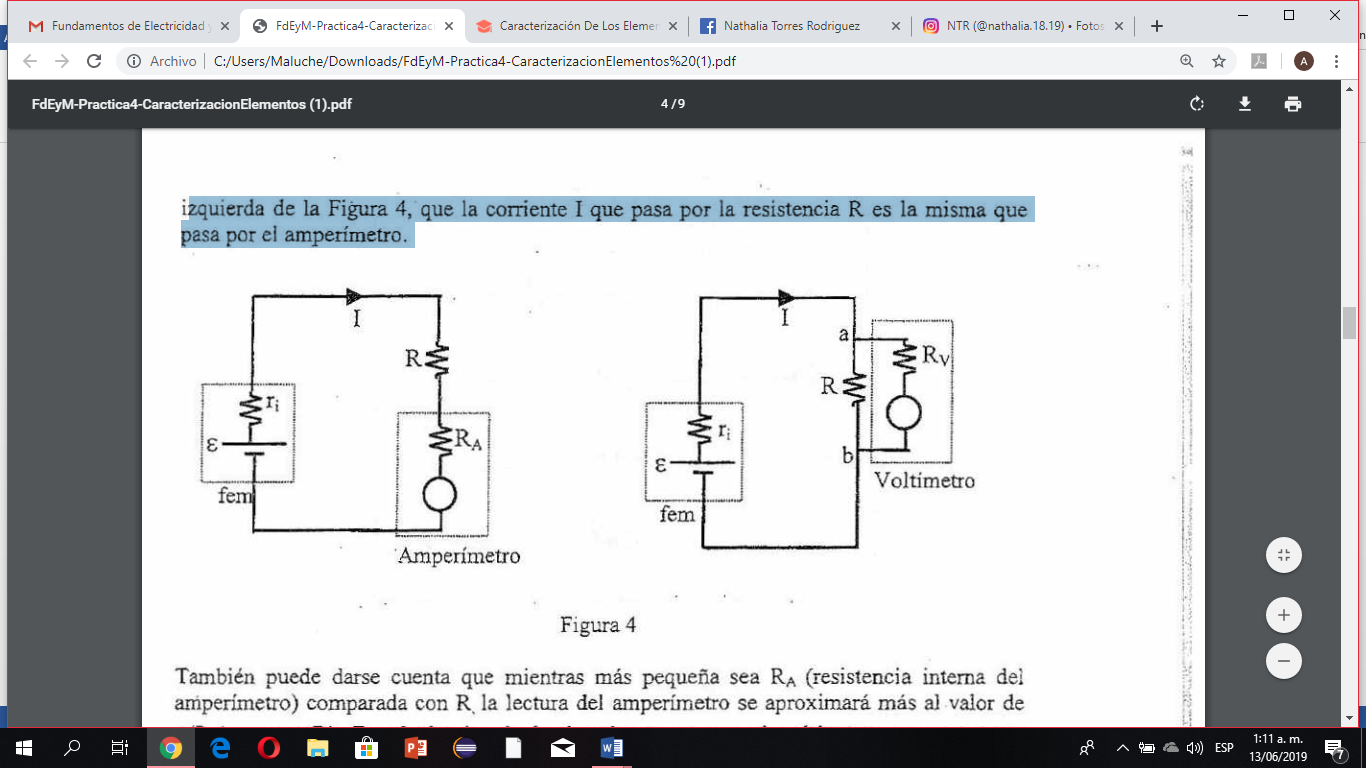 Fundamentos de Electricidad y
FdEyM-Practica4-Caracterizac
Caracterización De Los Elemen
Nathalia Torres Rodriguez
NTR (@nathalia.18.19) • Fotos
Archivo
C:/Users/Maluche/Downloads/FdEyM-Practica4-CaracterizacionElementos%20(1).pdf
A
FdEyM-Practica4-CaracterizacionElementos (1).pdf
4 / 9
izquierda de la Figura 4, que la corriente I que pasa por la resistencia R es la misma que
pasa por el amperímetro.
I
R
ri
ε
fem
RA
Amperímetro
I
a
R
RV
ri
ε
b
fem
Voltímetro
Figura 4
También puede darse cuenta que mientras más pequeña sea RA (resistencia interna del
amperímetro) comparada con R la lectura del amperímetro se aproximará más al valor de
ESP
1:11 a. m.
13/06/2019
7